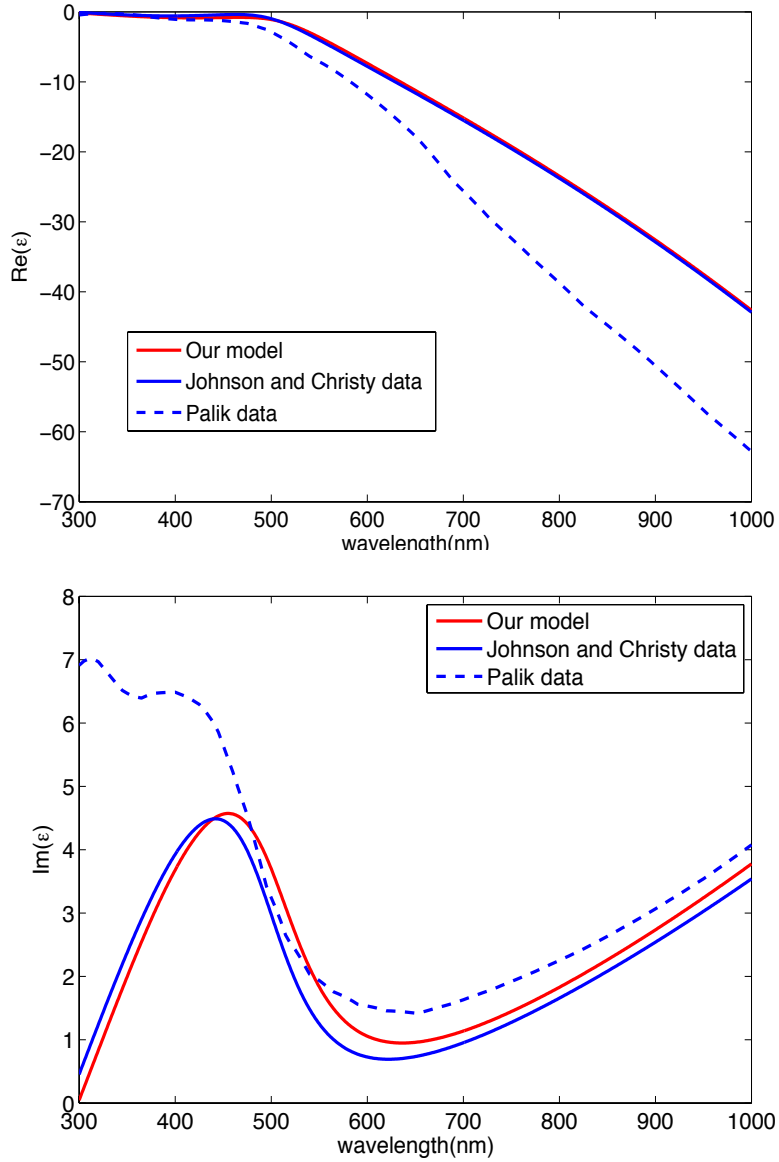 0
−10
−20
−30
−40
−50
−60
−70
Re(ε)
Our model
Johnson and Christy data
Palik data
300 400 500 600 700 800 900 1000
wavelength(nm)
8
7
6
5
4
3
2
1
0
Im(ε)
Our model
Johnson and Christy data
Palik data
300 400 500 600 700 800 900 1000
wavelength(nm)